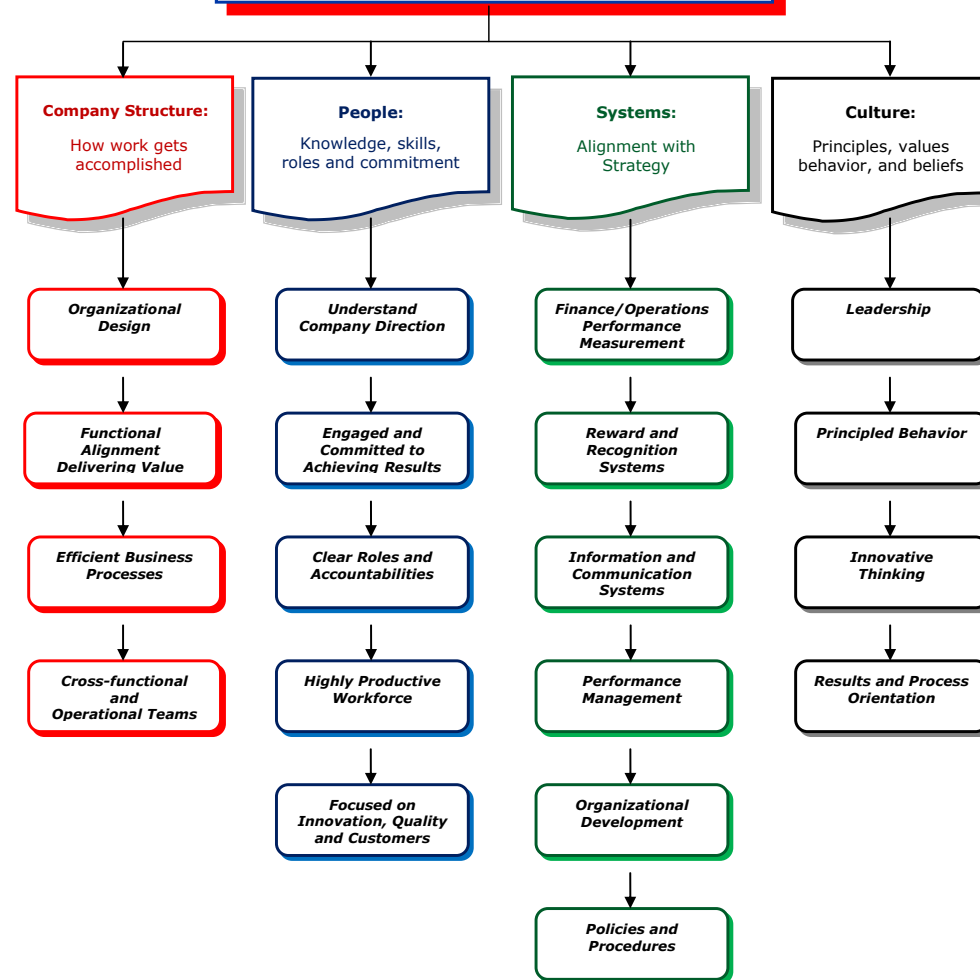 Company Structure:
How work gets
accomplished
People:
Knowledge, skills,
roles and commitment
Systems:
Alignment with
Strategy
Culture:
Principles, values
behavior, and beliefs
Organizational
Design
Functional
Alignment
Delivering Value
Efficient Business
Processes
Cross-functional
and
Operational Teams
Understand
Company Direction
Engaged and
Committed to
Achieving Results
Clear Roles and
Accountabilities
Highly Productive
Workforce
Focused on
Innovation, Quality
and Customers
Finance/Operations
Performance
Measurement
Reward and
Recognition
Systems
Information and
Communication
Systems
Performance
Management
Organizational
Development
Policies and
Procedures
Leadership
Principled Behavior
Innovative
Thinking
Results and Process
Orientation